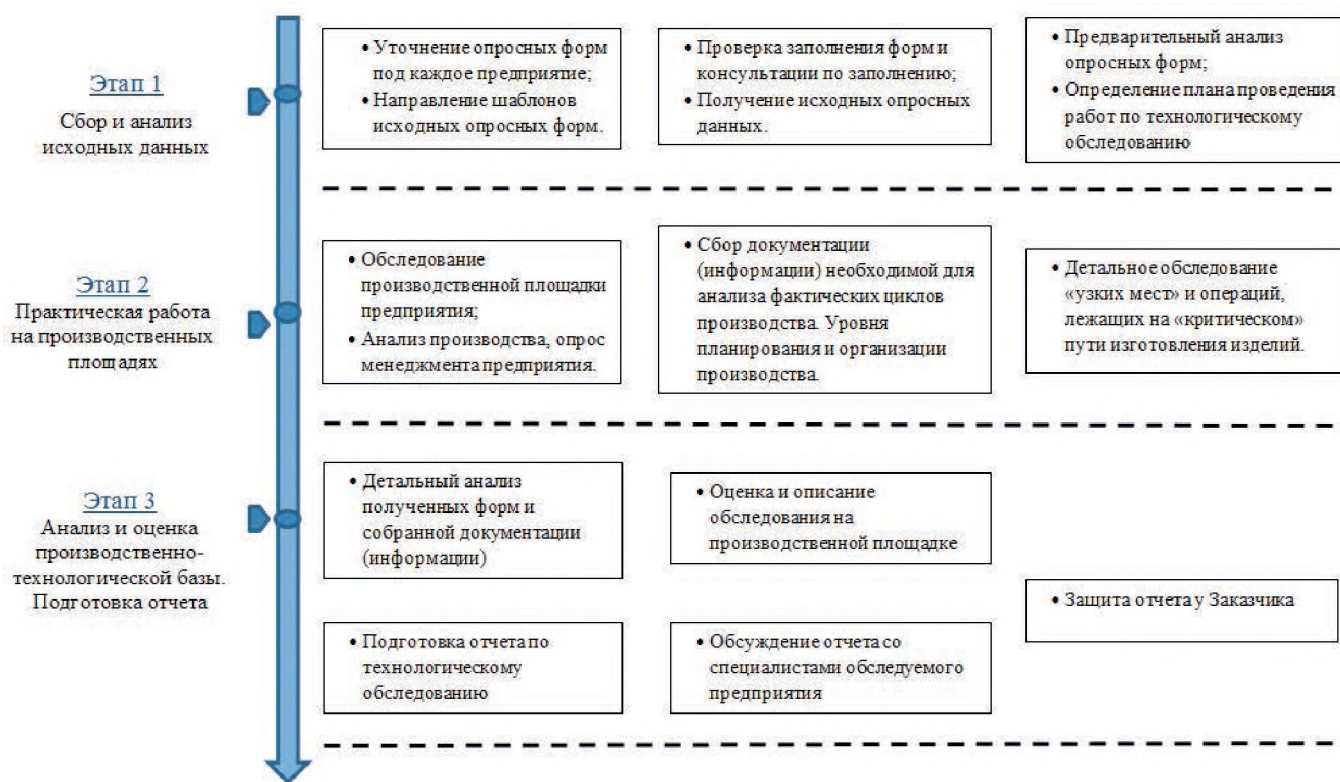 Этап 1
Сбор и анализ
исходных данных
• Уточнение опросных форм
под каждое предприятие;
• Направление шаблонов
исходных опросных форм.
• Проверка заполнения форм и
консультации по заполнению;
• Получение исходных опросных
данных.
• Предварительный анализ
опросных форм;
• Определение плана проведения
работ по технологическому
обследованию
Этап 2
Практическая работа
на производственных
площадях
• Обследование
производственной площадки
предприятия;
• Анализ производства, опрос
менеджмента предприятия.
• Сбор документации
(информации) необходимой для
анализа фактических циклов
производства. Уровня
планирования и организации
производства.
• Детальное обследование
«узких мест» и операций,
лежащих на «критическом»
пути изготовления изделий.
Этап 3
Анализ и оценка
производственно-
технологической базы.
Подготовка отчета
• Детальный анализ
полученных форм и
собранной документации
(информации)
• Оценка и описание
обследования на
производственной площадке
• Подготовка отчета по
технологическому
обследованию
• Обсуждение отчета со
специалистами обследуемого
предприятия
• Защита отчета у Заказчика